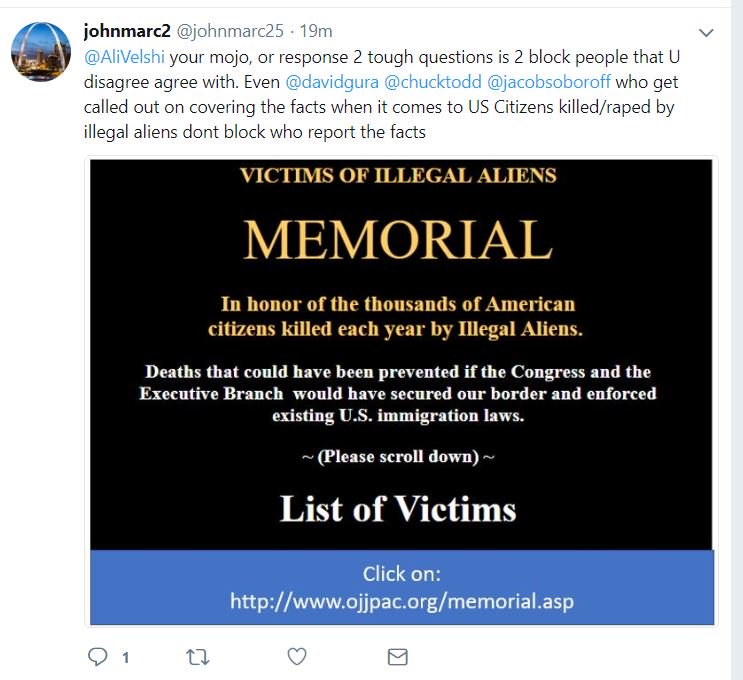 johnmarc2 @johnmarc25 · 19m
@AliVelshi your mojo, or response 2 tough questions is 2 block people that U
disagree agree with. Even @davidgura @chucktodd @jacobsoboroff who get
called out on covering the facts when it comes to US Citizens killed/raped by
illegal aliens dont block who report the facts
VICTIMS OF ILLEGAL ALIENS
MEMORIAL
In honor of the thousands of American
citizens killed each year by Illegal Aliens.
Deaths that could have been prevented if the Congress and the
Executive Branch would have secured our border and enforced
existing U.S. immigration laws.
~ (Please scroll down) ~
List of Victims
Click on:
http://www.ojjpac.org/memorial.asp
1